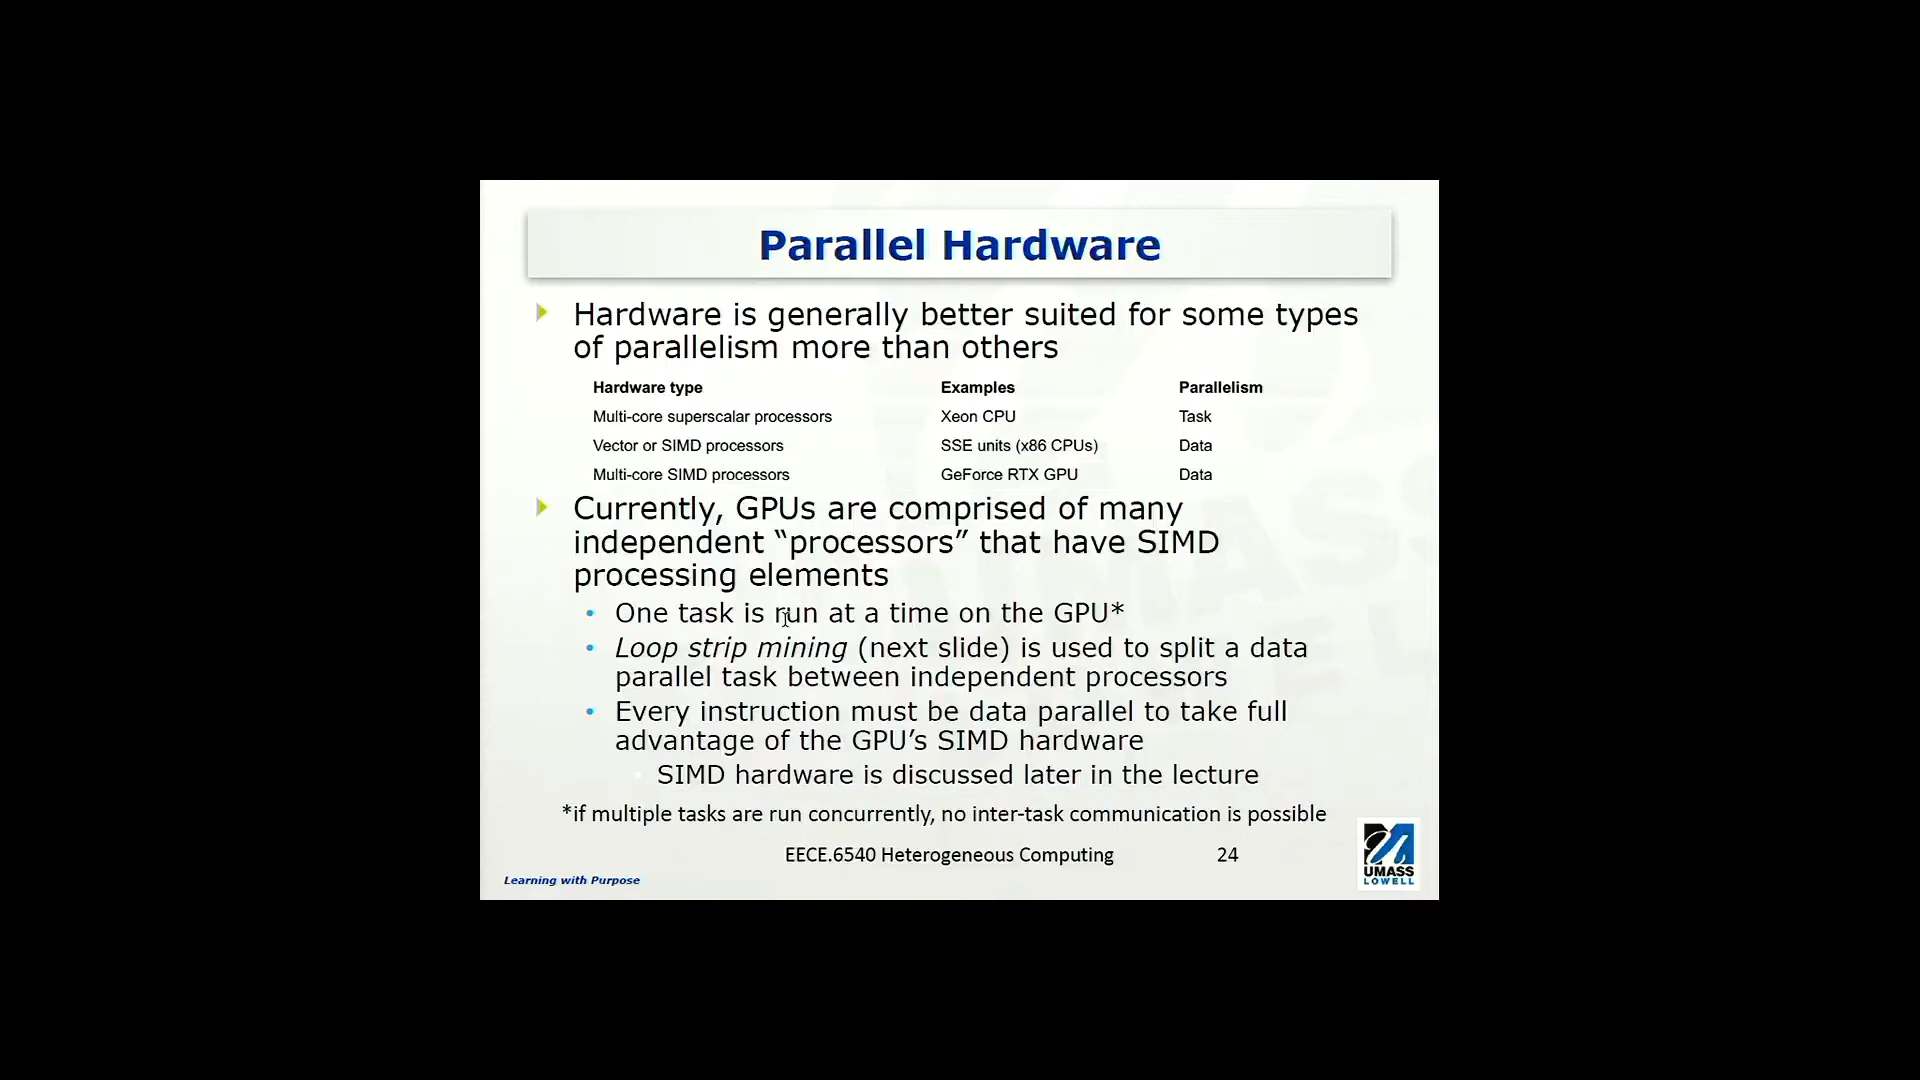 Parallel Hardware
Hardware is generally better suited for some types
of parallelism more than others
Hardware type Examples Parallelism
Multi-core superscalar processors Xeon CPU Task
Vector or SIMD processors SSE units (x86 CPUs) Data
Multi-core SIMD processors GeForce RTX GPU Data
Currently, GPUs are comprised of many
independent “processors” that have SIMD
processing elements
One task is run at a time on the GPU*
Loop strip mining (next slide) is used to split a data
parallel task between independent processors
Every instruction must be data parallel to take full
advantage of the GPU’s SIMD hardware
SIMD hardware is discussed later in the lecture
*if multiple tasks are run concurrently, no inter-task communication is possible
EECE.6540 Heterogeneous Computing 24
Learning with Purpose
UMASS
LOWELL